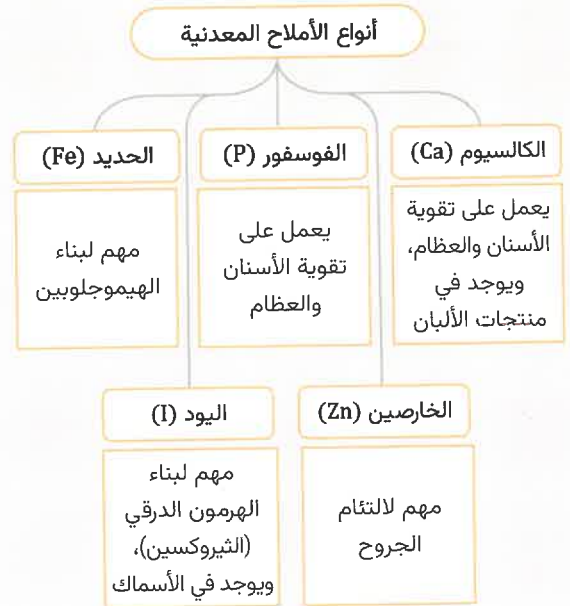 أنواع الأملاح المعدنية
الكالسيوم (Ca)
يعمل على تقوية
الأسنان والعظام،
ويوجد في
منتجات الألبان
الفوسفور (P)
يعمل على
تقوية الأسنان
والعظام
الحديد (Fe)
مهم لبناء
الهيموجلوبين
الخارصين (Zn)
مهم لالتئام
الجروح
اليود (I)
مهم لبناء
الهرمون الدرقي
(الثيروكسين)،
ويوجد في الأسماك